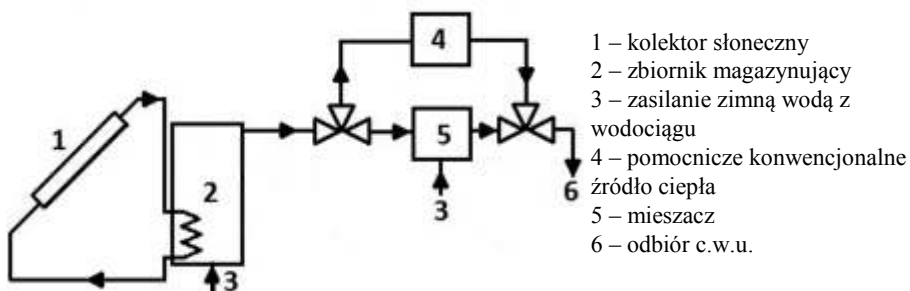 4
1
5
2
6
3
3
1 – kolektor słoneczny
2 – zbiornik magazynujący
3 – zasilanie zimną wodą z
wodociągu
4 – pomocnicze konwencjonalne
źródło ciepła
5 – mieszacz
6 – odbiór c.w.u.